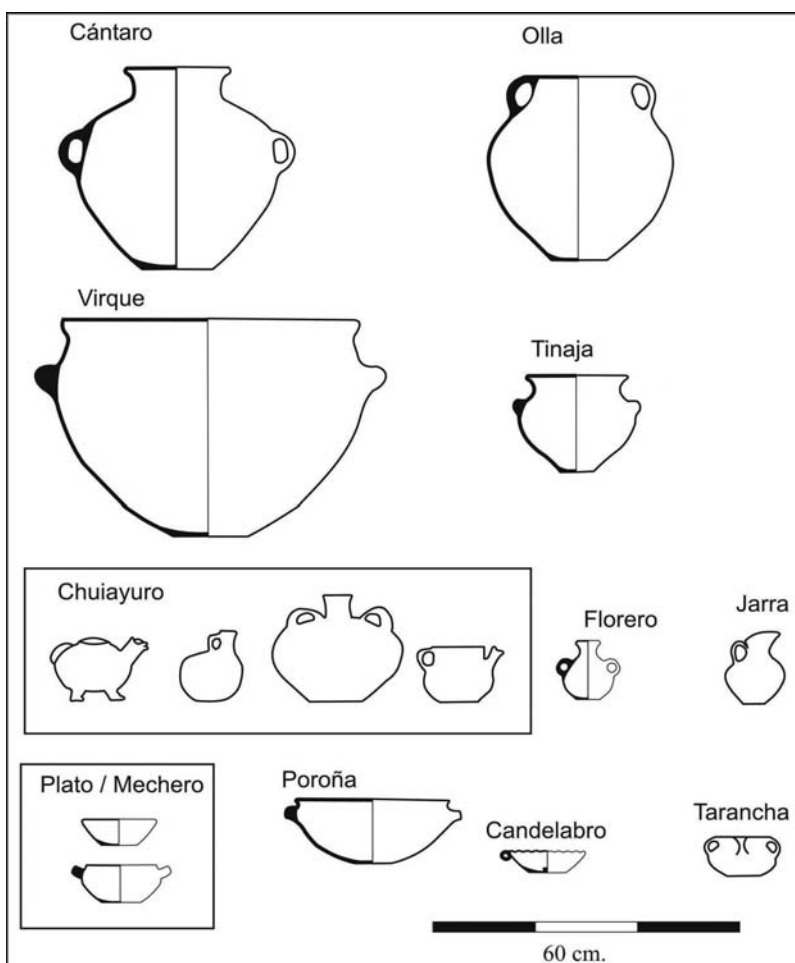 Cántaro
Olla
Virque
Tinaja
Chuiayuro
Florero
Jarra
Plato / Mechero
Poroña
Candelabro
Tarancha
60 cm.